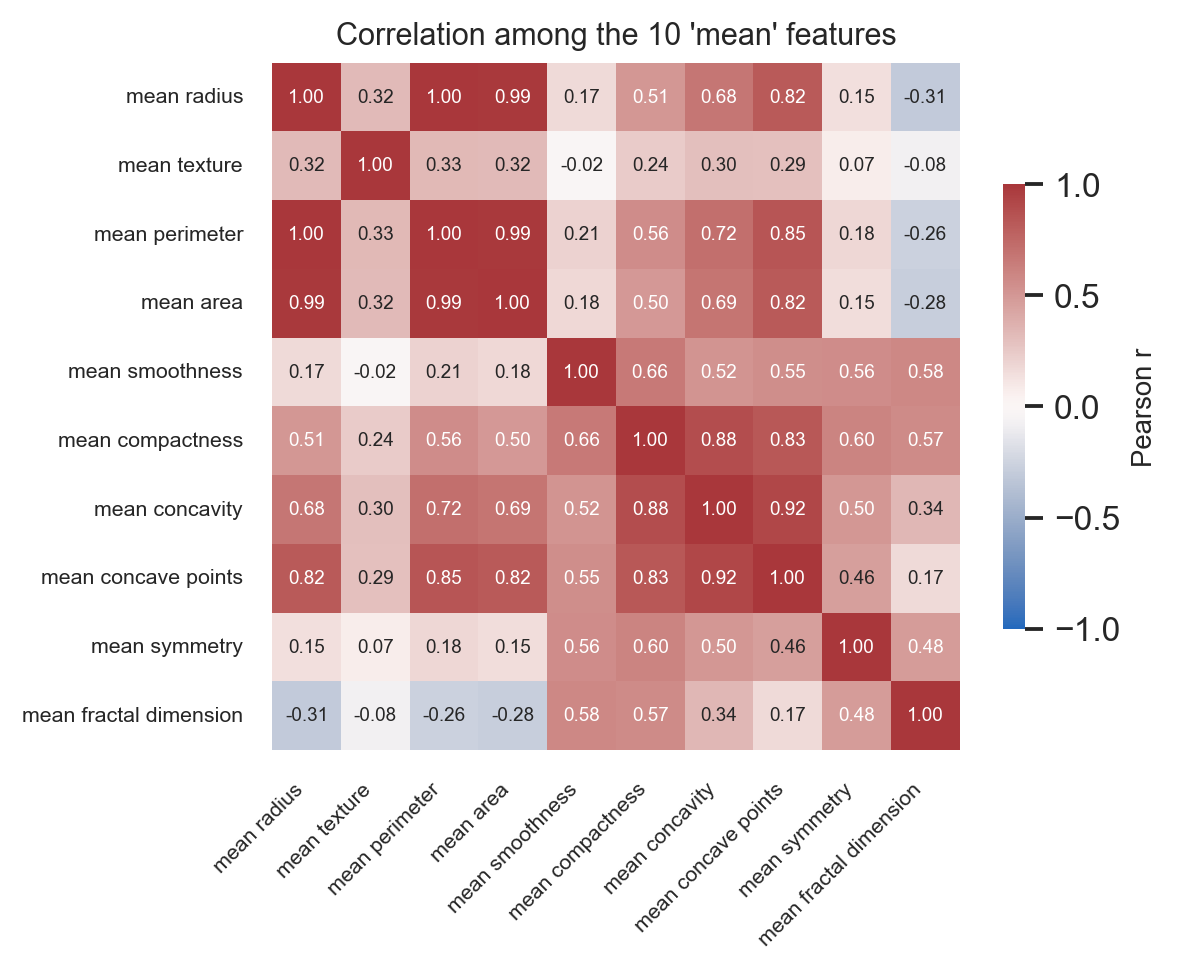 Correlation among the 10 'mean' features
mean radius 1.00 0.32 1.00 0.99 0.17 0.51 0.68 0.82 0.15 -0.31
mean texture 0.32 1.00 0.33 0.32 -0.02 0.24 0.30 0.29 0.07 -0.08
mean perimeter 1.00 0.33 1.00 0.99 0.21 0.56 0.72 0.85 0.18 -0.26
mean area 0.99 0.32 0.99 1.00 0.18 0.50 0.69 0.82 0.15 -0.28
mean smoothness 0.17 -0.02 0.21 0.18 1.00 0.66 0.52 0.55 0.56 0.58
mean compactness 0.51 0.24 0.56 0.50 0.66 1.00 0.88 0.83 0.60 0.57
mean concavity 0.68 0.30 0.72 0.69 0.52 0.88 1.00 0.92 0.50 0.34
mean concave points 0.82 0.29 0.85 0.82 0.55 0.83 0.92 1.00 0.46 0.17
mean symmetry 0.15 0.07 0.18 0.15 0.56 0.60 0.50 0.46 1.00 0.48
mean fractal dimension -0.31 -0.08 -0.26 -0.28 0.58 0.57 0.34 0.17 0.48 1.00
mean radius
mean texture
mean perimeter
mean area
mean smoothness
mean compactness
mean concavity
mean concave points
mean symmetry
mean fractal dimension
1.0
0.5
0.0
−0.5
−1.0
Pearson r